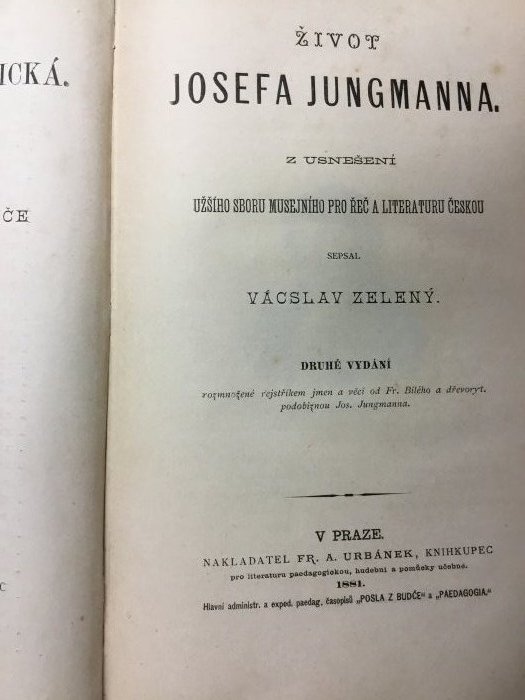 ICKÁ.
ČE
C
ŽIVOT
JOSEFA JUNGMANNA.
Z USNEŠENÍ
UŽŠÍHO SBORU MUSEJNÍHO PRO ŘEČ A LITERATURU ČESKOU
SEPSAL
VÁCSLAV ZELENÝ.
DRUHÉ VYDÁNÍ
rozmnožené rejstříkem jmen a věcí od Fr. Bílého a dřevoryt.
podobiznou Jos. Jungmanna.
V PRAZE.
NAKLADATEL FR. A. URBÁNEK, KNIHKUPEC
pro literaturu paedagogickou, hudební a pomůcky učebné.
1881.
Hlavní administr. a exped. paedag. časopisů „POSLA Z BUDČE“ a „PAEDAGOGIA.“